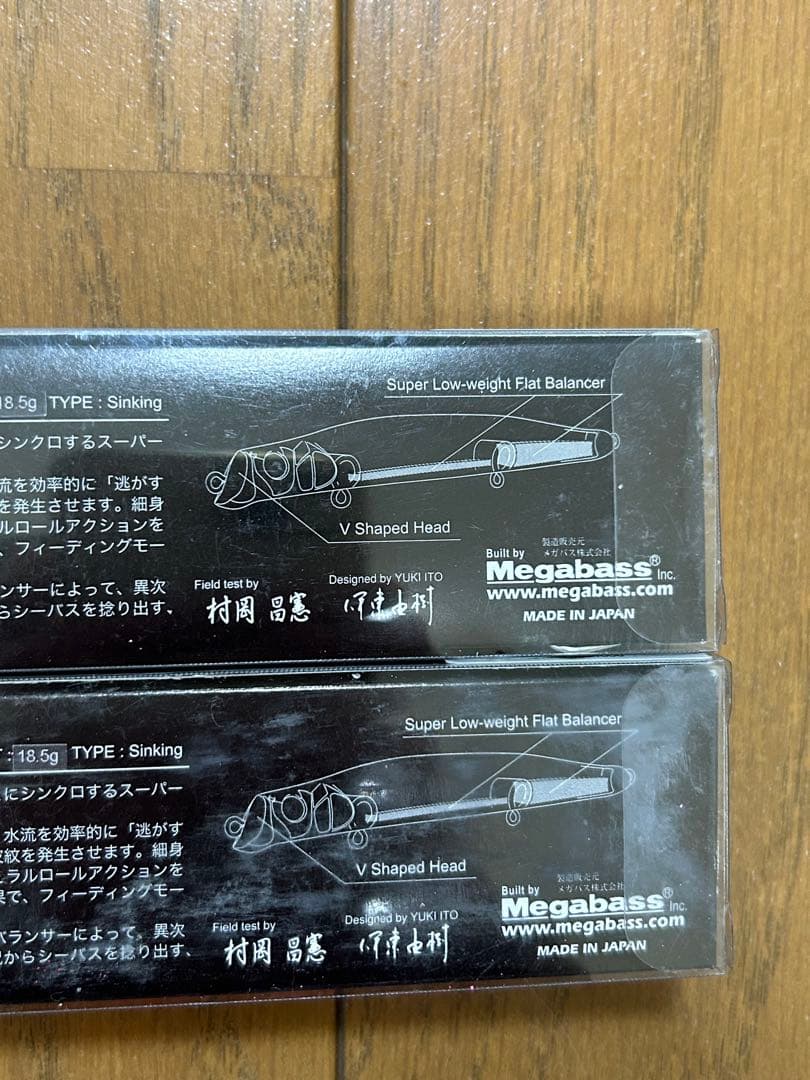 18.5g TYPE : Sinking
シンクロするスーパー
流を効率的に「逃がす
を発生させます。細身
ルロールアクションを
、フィーディングモー
ランサーによって、異次
らシーバスを捻り出す、
Super Low-weight Flat Balancer
V Shaped Head
Field test by
村岡 昌憲
Designed by YUKI ITO
伊東由樹
製造販売元
Built by メガバス株式会社
Megabass® Inc.
www.megabass.com
MADE IN JAPAN
: 18.5g TYPE : Sinking
にシンクロするスーパー
水流を効率的に「逃がす
波紋を発生させます。細身
ラルロールアクションを
果で、フィーディングモー
バランサーによって、異次
からシーバスを捻り出す、
Super Low-weight Flat Balancer
V Shaped Head
Field test by
村岡 昌憲
Designed by YUKI ITO
伊東由樹
製造販売元
Built by メガバス株式会社
Megabass® Inc.
www.megabass.com
MADE IN JAPAN